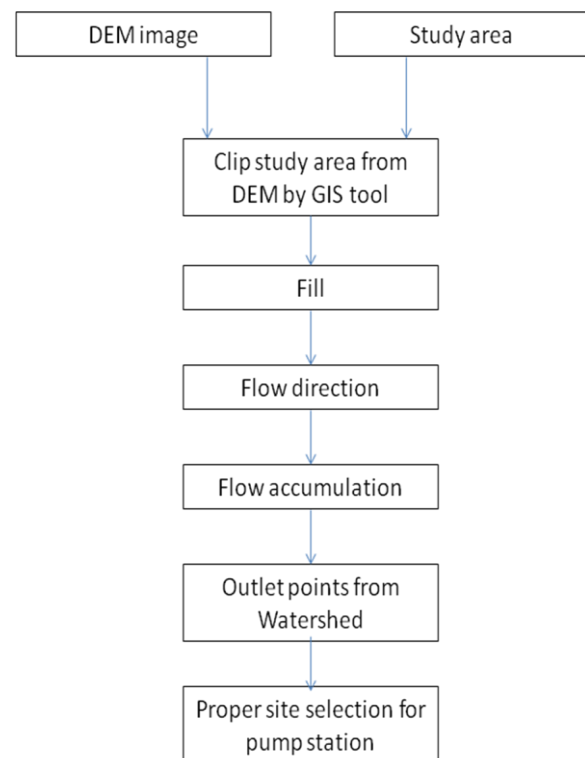 DEM image
Study area
Clip study area from
DEM by GIS tool
Fill
Flow direction
Flow accumulation
Outlet points from
Watershed
Proper site selection for
pump station